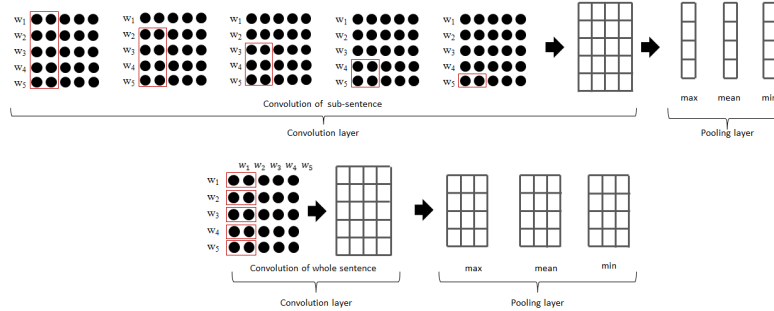 w1 w1 w1 w1 w1
w2 w2 w2 w2 w2
w3 w3 w3 w3 w3
w4 w4 w4 w4 w4
w5 w5 w5 w5 w5
max mean min
Convolution of sub-sentence
Convolution layer Pooling layer
w1 w2 w3 w4 w5
w1
w2
w3
w4
w5
Convolution of whole sentence max mean min
Convolution layer Pooling layer